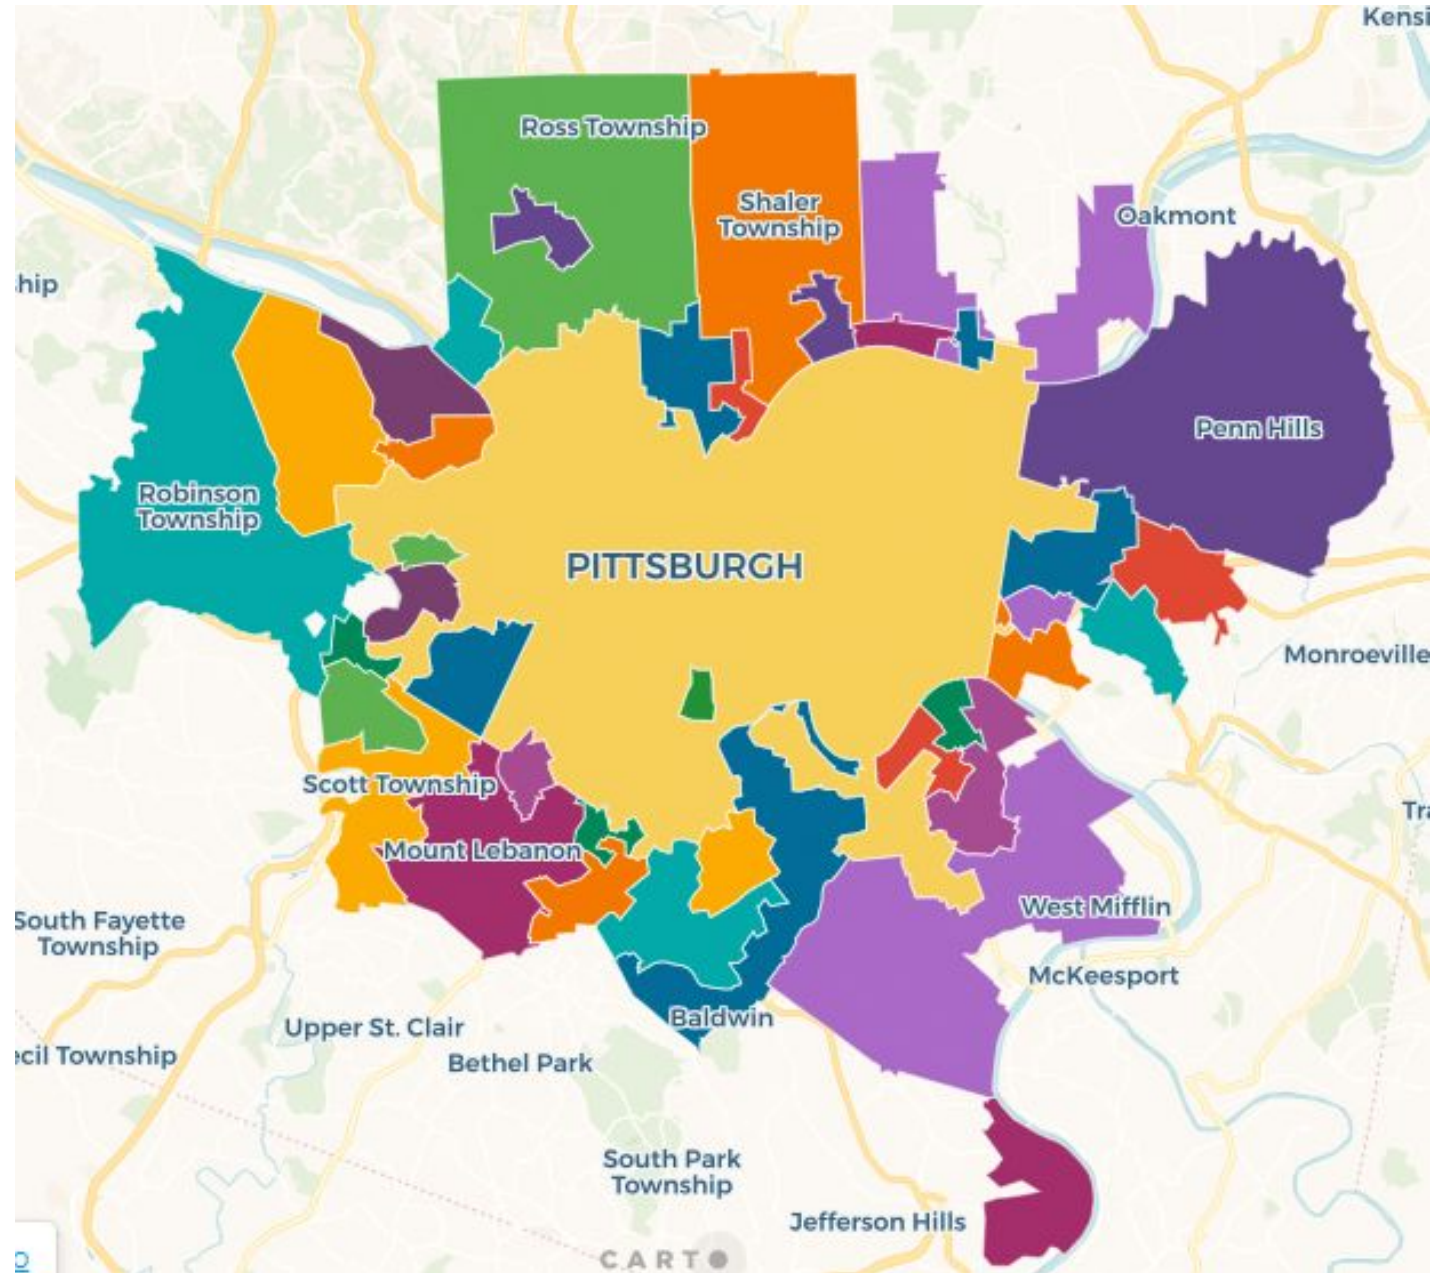 Kensi
Ross Township
Shaler
Township
Oakmont
ship
Penn Hills
Robinson
Township
PITTSBURGH
Monroeville
Scott Township
Tra
Mount Lebanon
South Fayette
Township
West Mifflin
McKeesport
Baldwin
Upper St. Clair
ecil Township
Bethel Park
South Park
Township
Jefferson Hills
CARTO